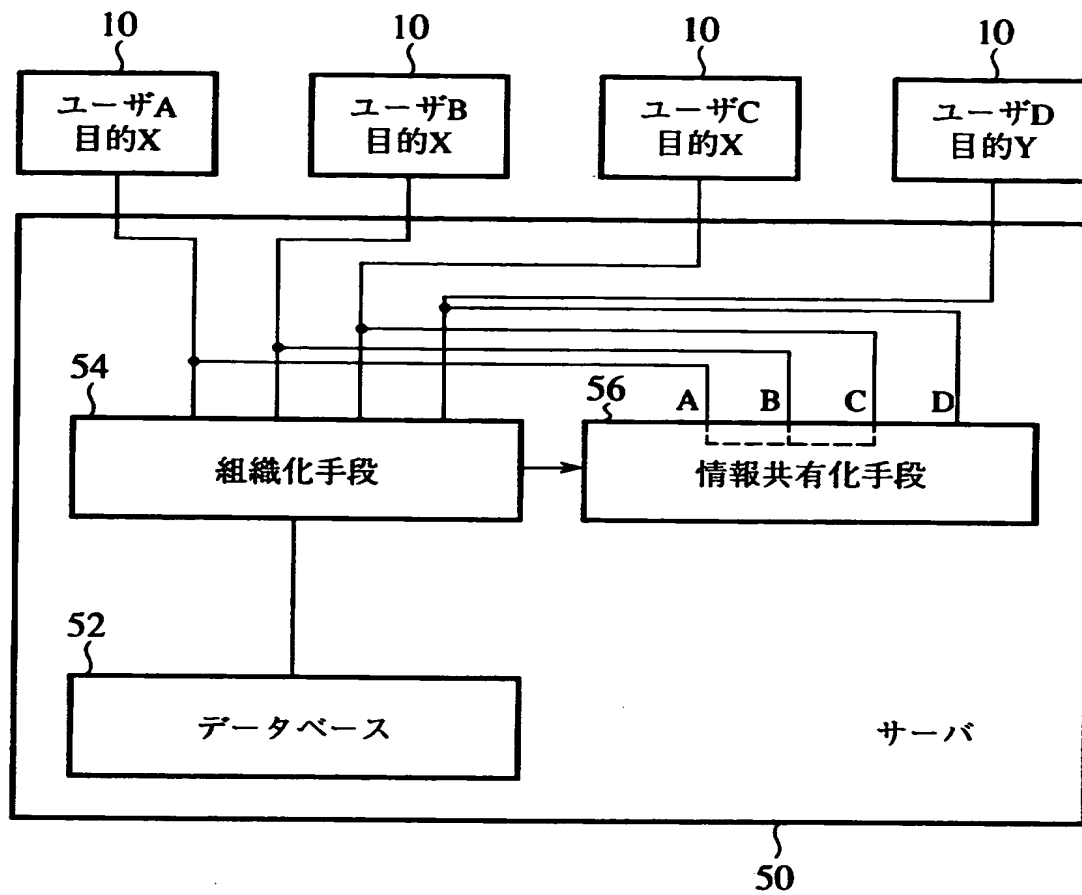 10
10
10
10
ユーザA
目的X
ユーザB
目的X
ユーザC
目的X
ユーザD
目的Y
54
56
A
B
C
D
組織化手段
情報共有化手段
52
データベース
サーバ
50